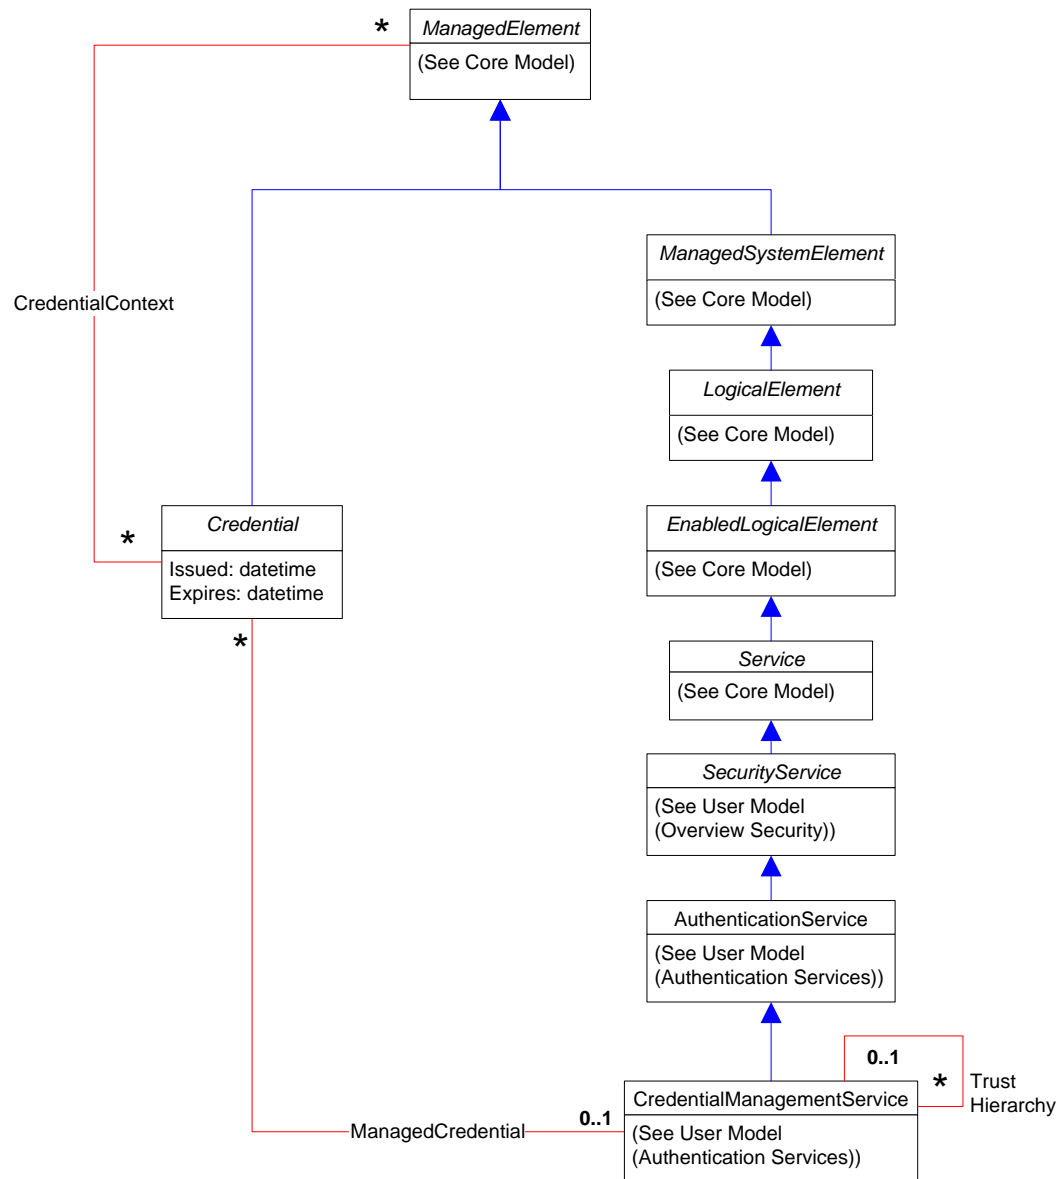 *
ManagedElement
(See Core Model)
ManagedSystemElement
(See Core Model)
CredentialContext
LogicalElement
(See Core Model)
*
Credential
Issued: datetime
Expires: datetime
EnabledLogicalElement
(See Core Model)
*
Service
(See Core Model)
SecurityService
(See User Model
(Overview Security))
AuthenticationService
(See User Model
(Authentication Services))
0..1
*
Trust
Hierarchy
CredentialManagementService
(See User Model
(Authentication Services))
0..1
ManagedCredential